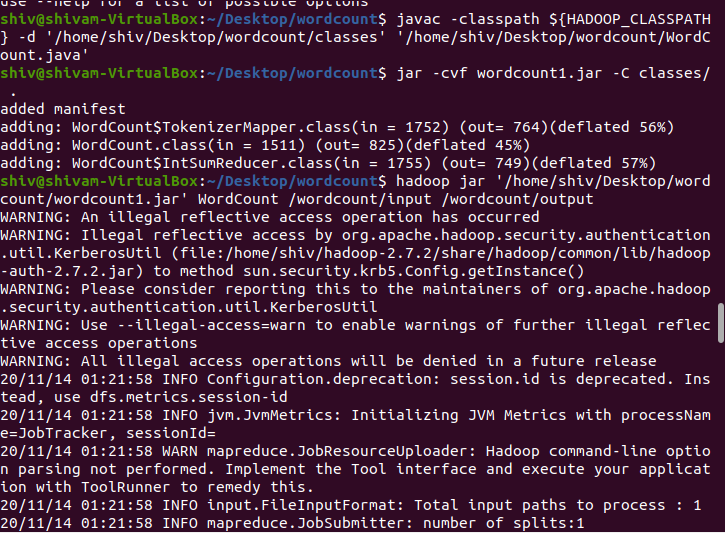 use --help for a list of possible options
shiv@shivam-VirtualBox:~/Desktop/wordcount$ javac -classpath ${HADOOP_CLASSPATH
} -d '/home/shiv/Desktop/wordcount/classes' '/home/shiv/Desktop/wordcount/WordC
ount.java'
shiv@shivam-VirtualBox:~/Desktop/wordcount$ jar -cvf wordcount1.jar -C classes/
 .
added manifest
adding: WordCount$TokenizerMapper.class(in = 1752) (out= 764)(deflated 56%)
adding: WordCount.class(in = 1511) (out= 825)(deflated 45%)
adding: WordCount$IntSumReducer.class(in = 1755) (out= 749)(deflated 57%)
shiv@shivam-VirtualBox:~/Desktop/wordcount$ hadoop jar '/home/shiv/Desktop/word
count/wordcount1.jar' WordCount /wordcount/input /wordcount/output
WARNING: An illegal reflective access operation has occurred
WARNING: Illegal reflective access by org.apache.hadoop.security.authentication
.util.KerberosUtil (file:/home/shiv/hadoop-2.7.2/share/hadoop/common/lib/hadoop
-auth-2.7.2.jar) to method sun.security.krb5.Config.getInstance()
WARNING: Please consider reporting this to the maintainers of org.apache.hadoop
.security.authentication.util.KerberosUtil
WARNING: Use --illegal-access=warn to enable warnings of further illegal reflec
tive access operations
WARNING: All illegal access operations will be denied in a future release
20/11/14 01:21:58 INFO Configuration.deprecation: session.id is deprecated. Ins
tead, use dfs.metrics.session-id
20/11/14 01:21:58 INFO jvm.JvmMetrics: Initializing JVM Metrics with processNam
e=JobTracker, sessionId=
20/11/14 01:21:58 WARN mapreduce.JobResourceUploader: Hadoop command-line optio
n parsing not performed. Implement the Tool interface and execute your applicat
ion with ToolRunner to remedy this.
20/11/14 01:21:58 INFO input.FileInputFormat: Total input paths to process : 1
20/11/14 01:21:58 INFO mapreduce.JobSubmitter: number of splits:1